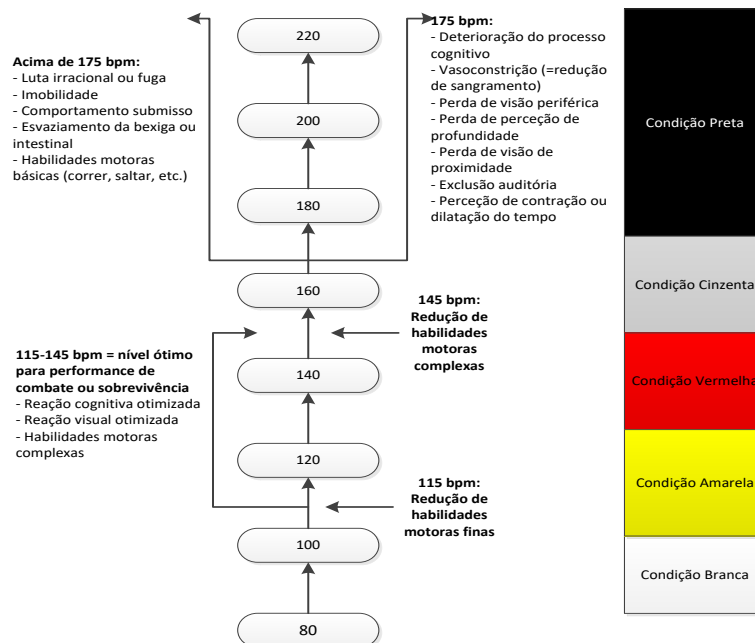 220
200
180
160
140
120
100
80
Acima de 175 bpm:
- Luta irracional ou fuga
- Imobilidade
- Comportamento submisso
- Esvaziamento da bexiga ou
intestinal
- Habilidades motoras
básicas (correr, saltar, etc.)
175 bpm:
- Deterioração do processo
cognitivo
- Vasoconstrição (=redução
de sangramento)
- Perda de visão periférica
- Perda de perceção de
profundidade
- Perda de visão de
proximidade
- Exclusão auditória
- Perceção de contração ou
dilatação do tempo
115-145 bpm = nível ótimo
para performance de
combate ou sobrevivência
- Reação cognitiva otimizada
- Reação visual otimizada
- Habilidades motoras
complexas
145 bpm:
Redução de
habilidades
motoras
complexas
115 bpm:
Redução de
habilidades
motoras finas
Condição Preta
Condição Cinzenta
Condição Vermelha
Condição Amarela
Condição Branca